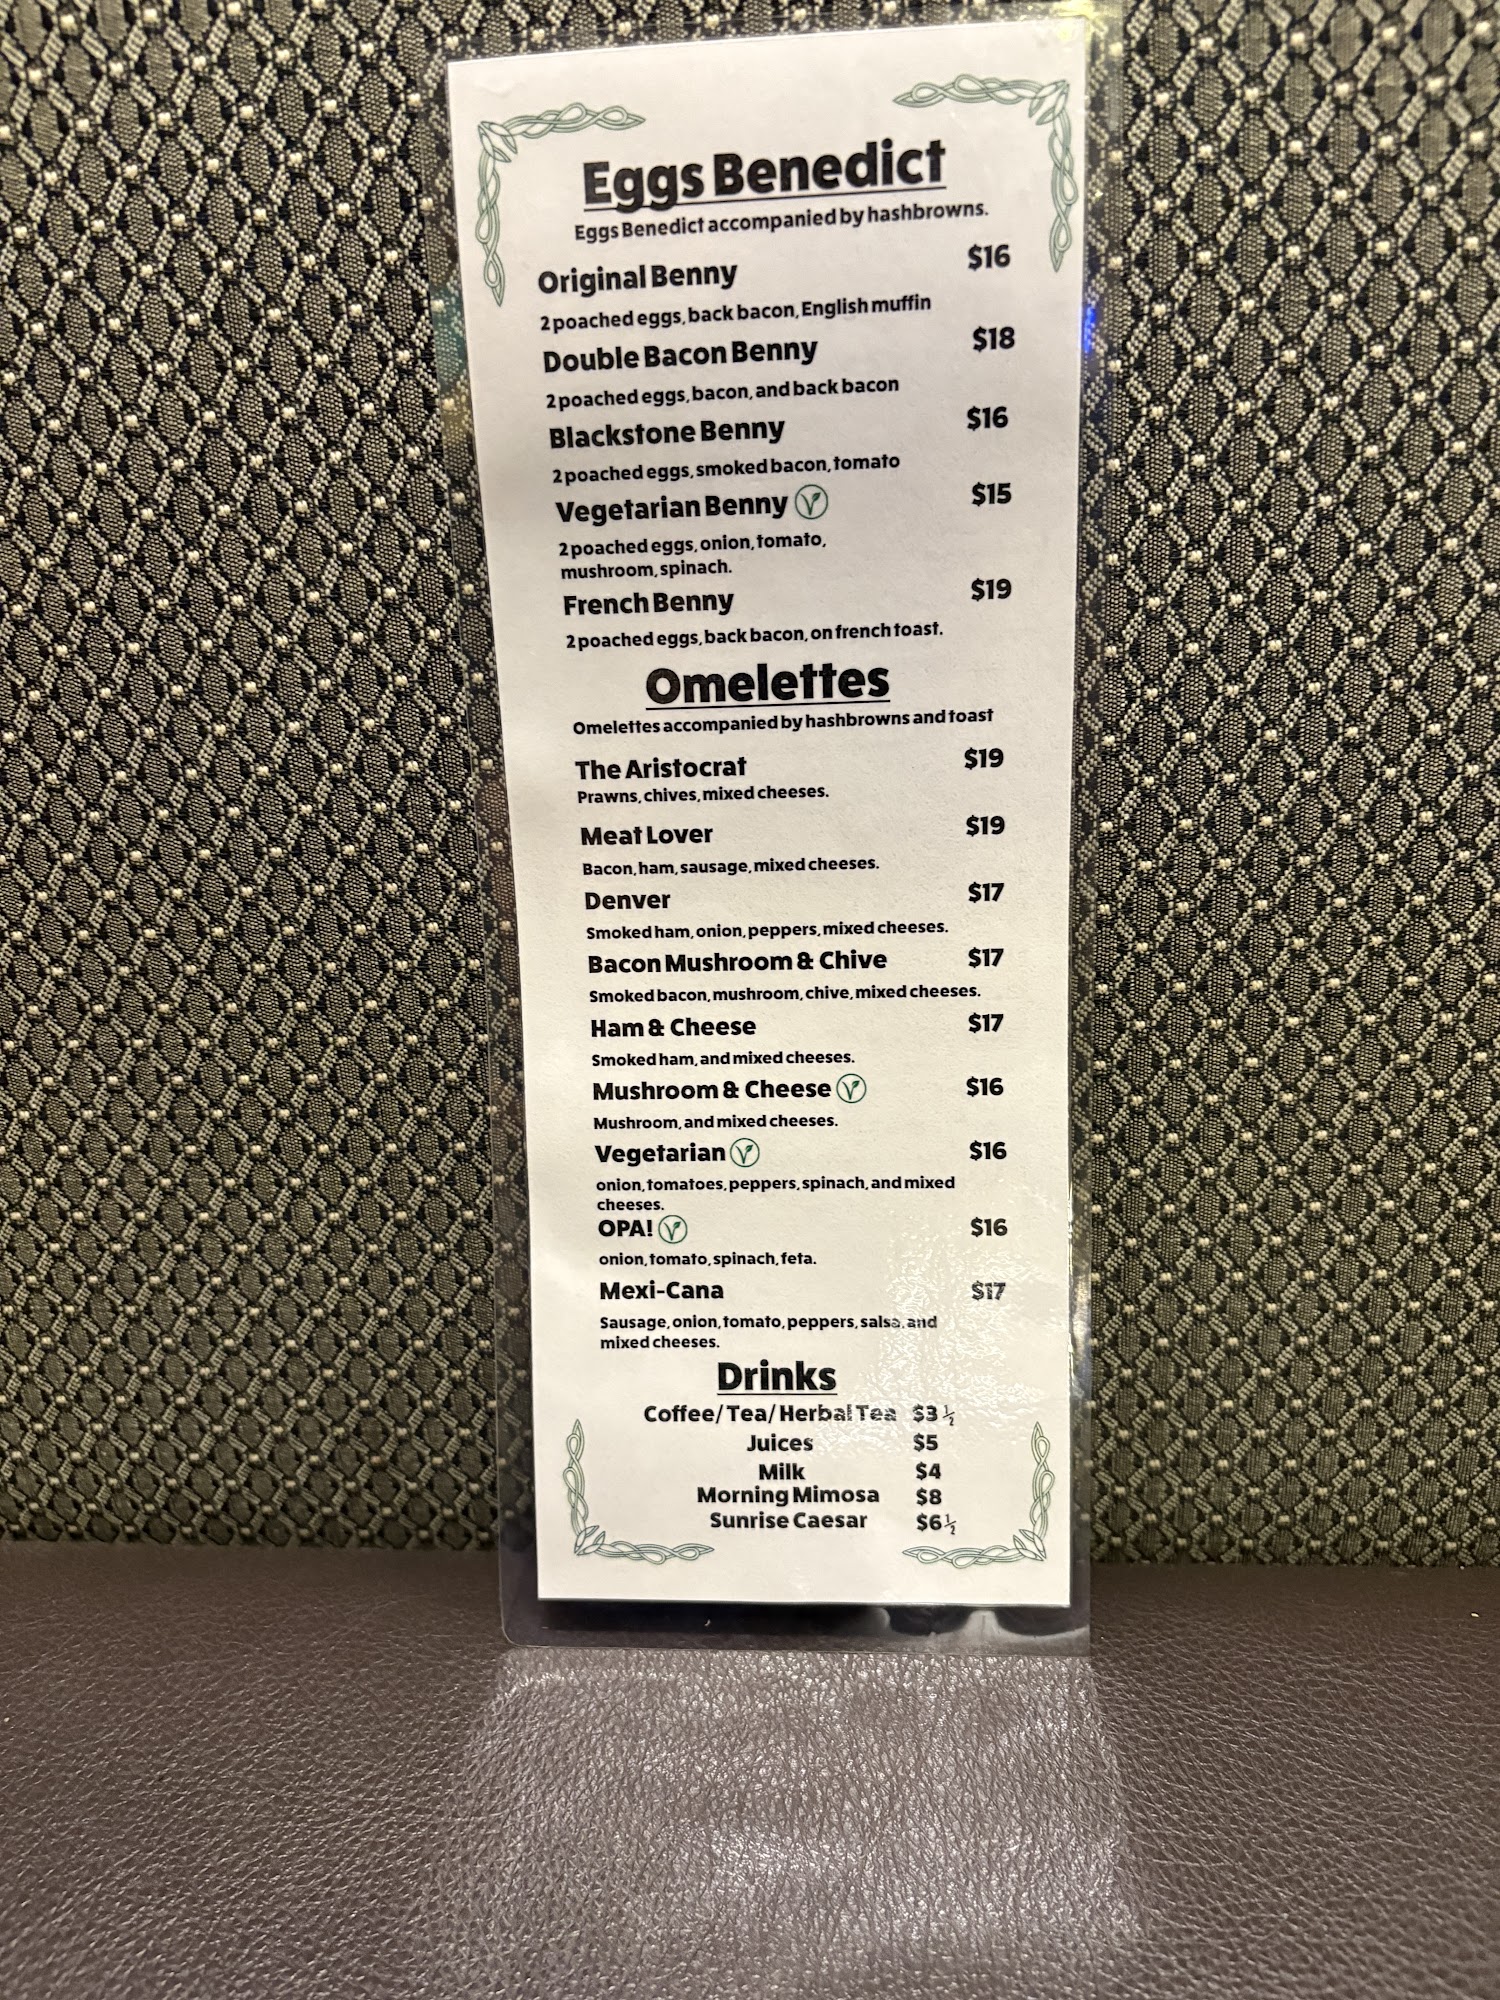 Eggs Benedict
Eggs Benedict accompanied by hashbrowns.
Original Benny $16
2 poached eggs, back bacon, English muffin
Double Bacon Benny $18
2 poached eggs, bacon, and back bacon
Blackstone Benny $16
2 poached eggs, smoked bacon, tomato
Vegetarian Benny V $15
2 poached eggs, onion, tomato,
mushroom, spinach.
French Benny $19
2 poached eggs, back bacon, on french toast.
Omelettes
Omelettes accompanied by hashbrowns and toast
The Aristocrat $19
Prawns, chives, mixed cheeses.
Meat Lover $19
Bacon, ham, sausage, mixed cheeses.
Denver $17
Smoked ham, onion, peppers, mixed cheeses.
Bacon Mushroom & Chive $17
Smoked bacon, mushroom, chive, mixed cheeses.
Ham & Cheese $17
Smoked ham, and mixed cheeses.
Mushroom & Cheese V $16
Mushroom, and mixed cheeses.
Vegetarian V $16
onion, tomatoes, peppers, spinach, and mixed
cheeses.
OPA! V $16
onion, tomato, spinach, feta.
Mexi-Cana $17
Sausage, onion, tomato, peppers, salsa, and
mixed cheeses.
Drinks
Coffee/ Tea/ Herbal Tea $3 ½
Juices $5
Milk $4
Morning Mimosa $8
Sunrise Caesar $6½